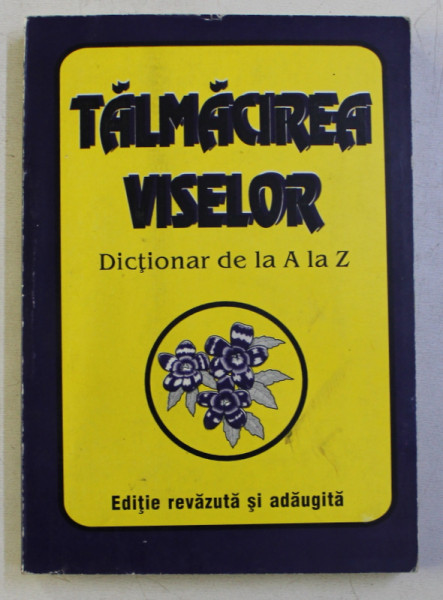 TĂLMĂCIREA
VISELOR
Dicţionar de la A la Z
Ediţie revăzută şi adăugită